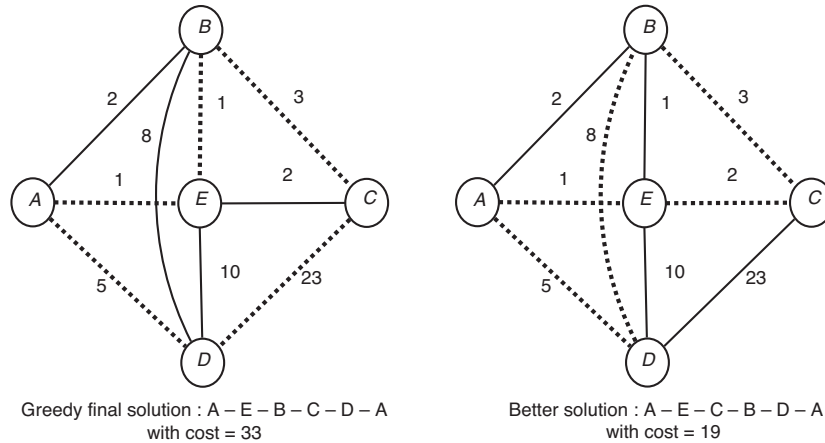 B
2
8
1
3
A
1
E
2
C
5
10
23
D
Greedy final solution : A – E – B – C – D – A
with cost = 33
B
2
8
1
3
A
1
E
2
C
5
10
23
D
Better solution : A – E – C – B – D – A
with cost = 19